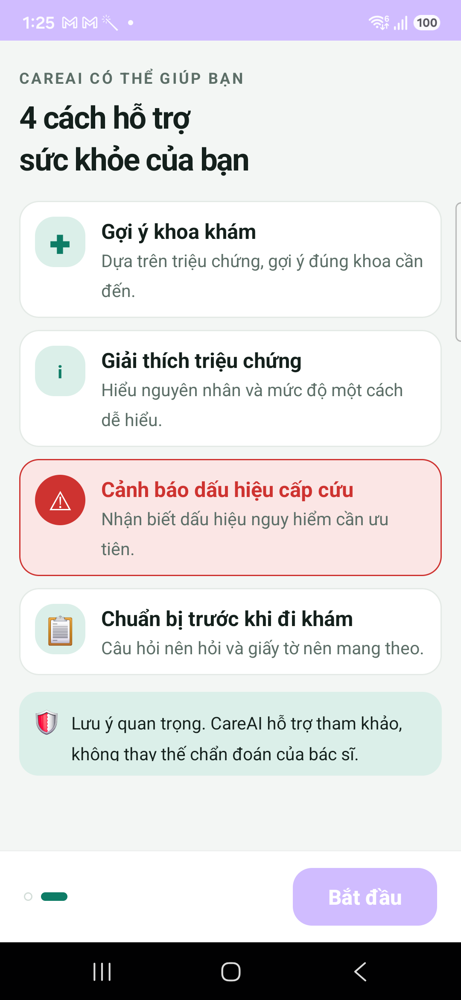 1:25
6
100
CAREAI CÓ THỂ GIÚP BẠN
4 cách hỗ trợ
sức khỏe của bạn
Gợi ý khoa khám
Dựa trên triệu chứng, gợi ý đúng khoa cần
đến.
i
Giải thích triệu chứng
Hiểu nguyên nhân và mức độ một cách
dễ hiểu.
Cảnh báo dấu hiệu cấp cứu
Nhận biết dấu hiệu nguy hiểm cần ưu
tiên.
Chuẩn bị trước khi đi khám
Câu hỏi nên hỏi và giấy tờ nên mang theo.
Lưu ý quan trọng. CareAI hỗ trợ tham khảo,
không thay thế chẩn đoán của bác sĩ.
Bắt đầu